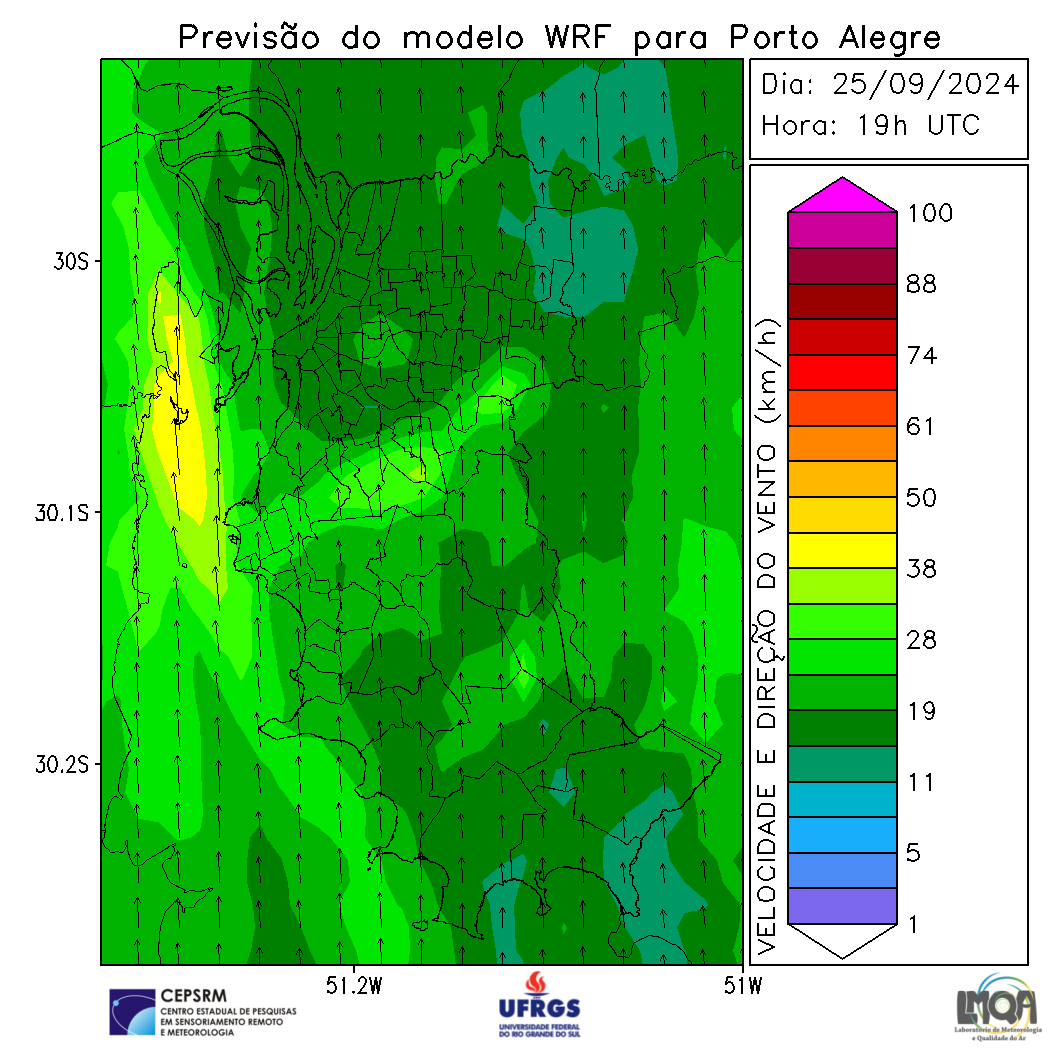 Previsão do modelo WRF para Porto Alegre
Dia: 25/09/2024
Hora: 19h UTC
30S
30.1S
30.2S
51.2W
51W
VELOCIDADE E DIREÇÃO DO VENTO (km/h)
100
88
74
61
50
38
28
19
11
5
1
CEPSRM
CENTRO ESTADUAL DE PESQUISAS
EM SENSORIAMENTO REMOTO
E METEOROLOGIA
UFRGS
UNIVERSIDADE FEDERAL
DO RIO GRANDE DO SUL
LMQA
Laboratório de Meteorologia
e Qualidade do Ar